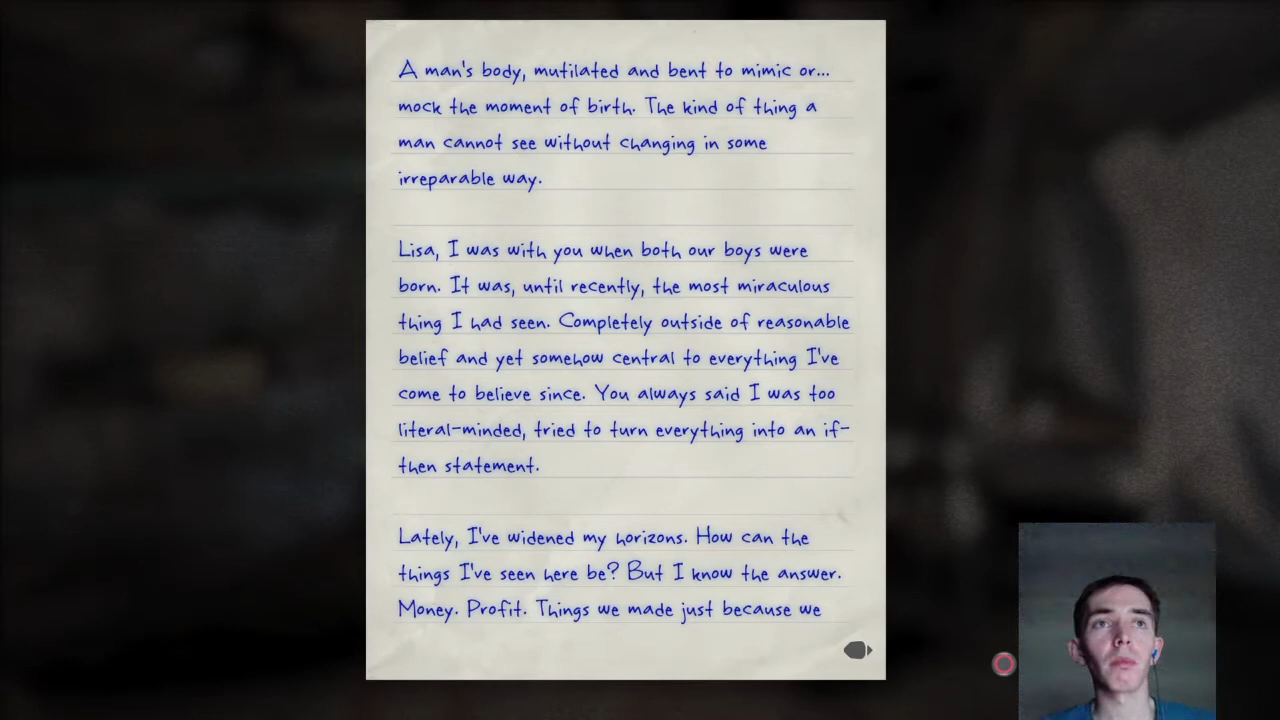 A man's body, mutilated and bent to mimic or...
mock the moment of birth. The kind of thing a
man cannot see without changing in some
irreparable way.
Lisa, I was with you when both our boys were
born. It was, until recently, the most miraculous
thing I had seen. Completely outside of reasonable
belief and yet somehow central to everything I've
come to believe since. You always said I was too
literal-minded, tried to turn everything into an if-
then statement.
Lately, I've widened my horizons. How can the
things I've seen here be? But I know the answer.
Money. Profit. Things we made just because we